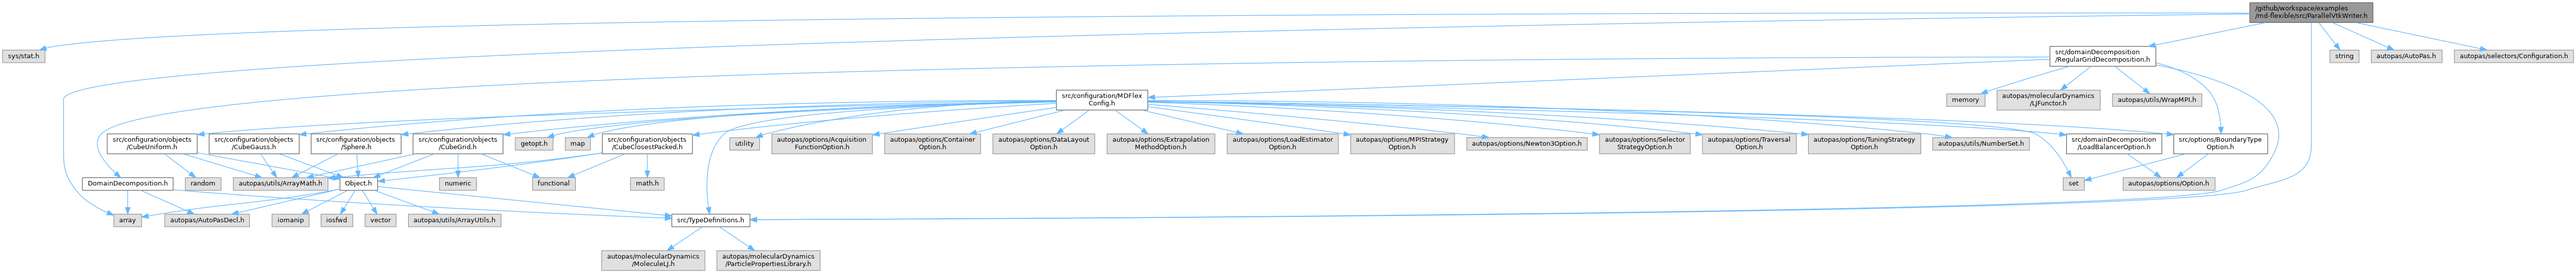 /github/workspace/examples
/md-flexible/src/ParallelVtkWriter.h
sys/stat.h
src/domainDecomposition
/RegularGridDecomposition.h
string
autopas/AutoPas.h
autopas/selectors/Configuration.h
src/configuration/MDFlex
Config.h
memory
autopas/molecularDynamics
/LJFunctor.h
autopas/utils/WrapMPI.h
src/configuration/objects
/CubeUniform.h
src/configuration/objects
/CubeGauss.h
src/configuration/objects
/Sphere.h
src/configuration/objects
/CubeGrid.h
getopt.h
map
src/configuration/objects
/CubeClosestPacked.h
utility
autopas/options/Acquisition
FunctionOption.h
autopas/options/Container
Option.h
autopas/options/DataLayout
Option.h
autopas/options/Extrapolation
MethodOption.h
autopas/options/LoadEstimator
Option.h
autopas/options/MPIStrategy
Option.h
autopas/options/Newton3Option.h
autopas/options/Selector
StrategyOption.h
autopas/options/Traversal
Option.h
autopas/options/TuningStrategy
Option.h
autopas/utils/NumberSet.h
src/domainDecomposition
/LoadBalancerOption.h
src/options/BoundaryType
Option.h
DomainDecomposition.h
random
autopas/utils/ArrayMath.h
Object.h
numeric
functional
math.h
set
autopas/options/Option.h
array
autopas/AutoPasDecl.h
iomanip
iosfwd
vector
autopas/utils/ArrayUtils.h
src/TypeDefinitions.h
autopas/molecularDynamics
/MoleculeLJ.h
autopas/molecularDynamics
/ParticlePropertiesLibrary.h